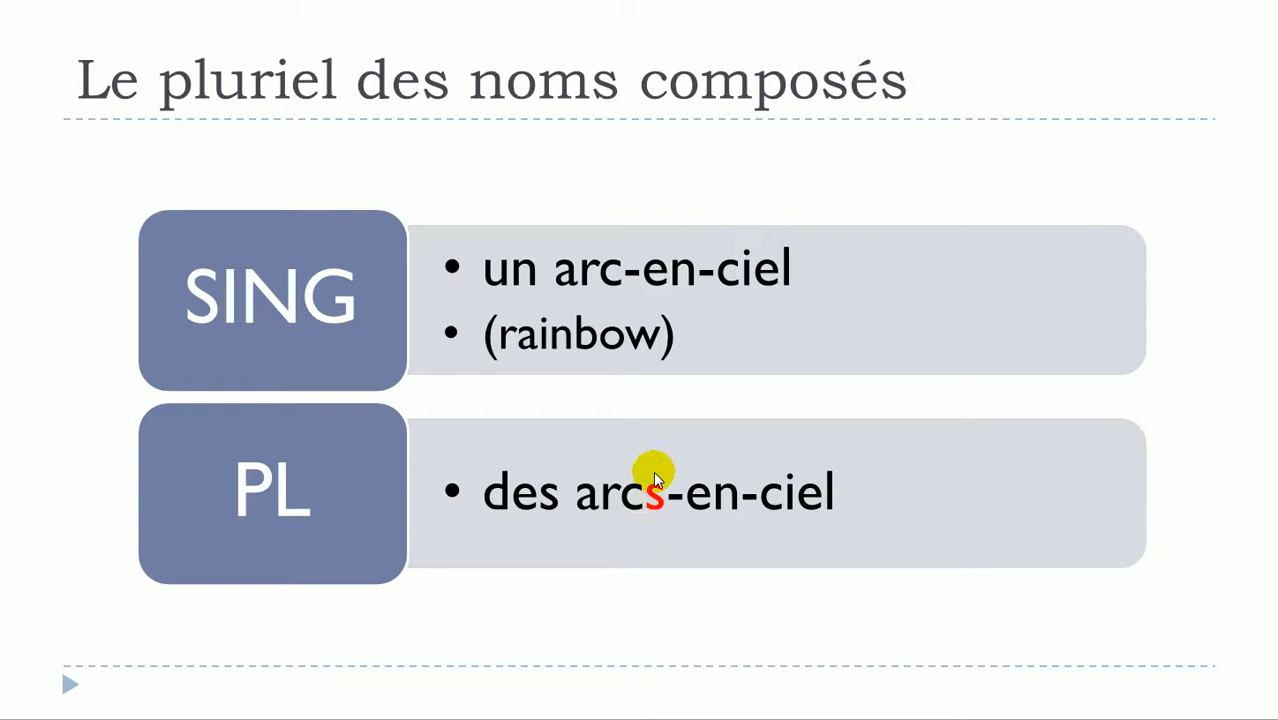 Le pluriel des noms composés
SING
• un arc-en-ciel
• (rainbow)
PL
• des arcs-en-ciel